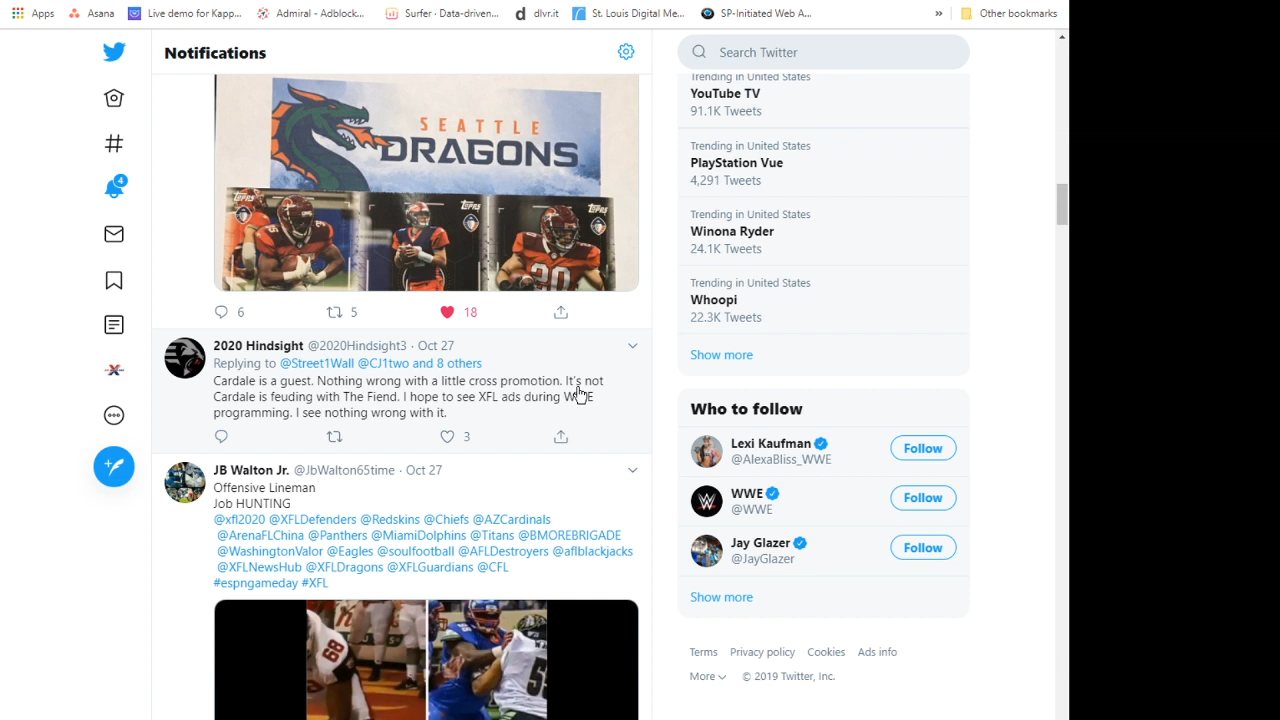 Apps
Asana
Live demo for Kapp...
Admiral - Adblock...
Surfer - Data-driven...
dlvr.it
St. Louis Digital Me...
SP-Initiated Web A...
»
Other bookmarks
Notifications
Search Twitter
4
SEATTLE
DRAGONS
TOPPS
TOPPS
TOPPS
20
6
5
18
2020 Hindsight @2020Hindsight3 · Oct 27
Replying to @Street1Wall @CJ1two and 8 others
Cardale is a guest. Nothing wrong with a little cross promotion. It's not
Cardale is feuding with The Fiend. I hope to see XFL ads during WWE
programming. I see nothing wrong with it.
3
JB Walton Jr. @JbWalton65time · Oct 27
Offensive Lineman
Job HUNTING
@xfl2020 @XFLDefenders @Redskins @Chiefs @AZCardinals
@ArenaFLChina @Panthers @MiamiDolphins @Titans @BMOREBRIGADE
@WashingtonValor @Eagles @soulfootball @AFLDestroyers @aflblackjacks
@XFLNewsHub @XFLDragons @XFLGuardians @CFL
#espngameday #XFL
68
Trending in United States
YouTube TV
91.1K Tweets
Trending in United States
PlayStation Vue
4,291 Tweets
Trending in United States
Winona Ryder
24.1K Tweets
Trending in United States
Whoopi
22.3K Tweets
Show more
Who to follow
Lexi Kaufman
@AlexaBliss_WWE
Follow
WWE
@WWE
Follow
Jay Glazer
@JayGlazer
Follow
Show more
Terms Privacy policy Cookies Ads info
More © 2019 Twitter, Inc.